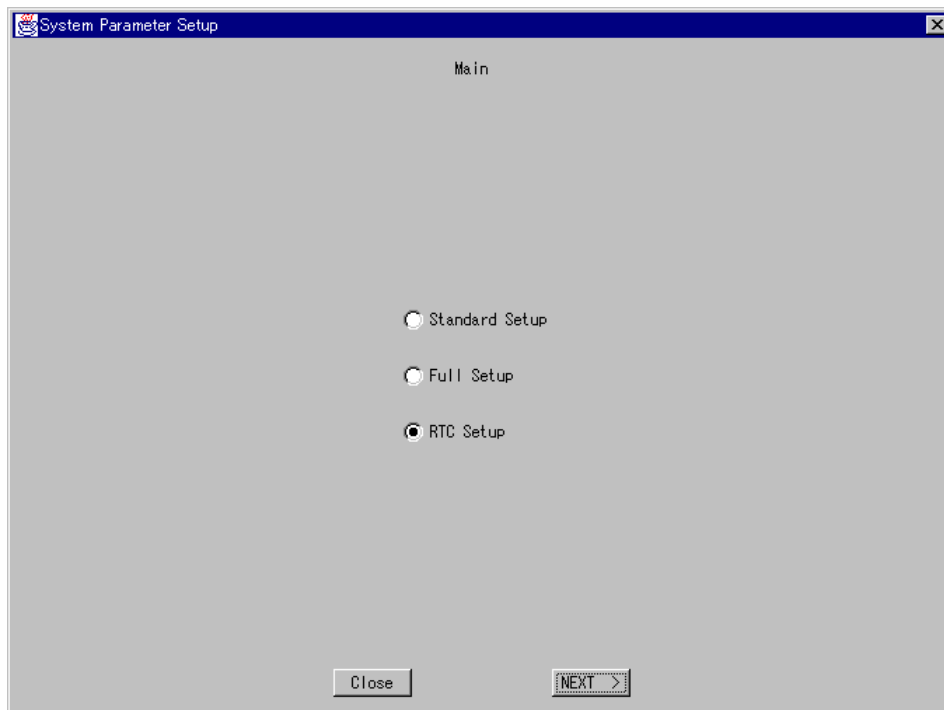 System Parameter Setup
Main
Standard Setup
Full Setup
RTC Setup
Close NEXT >